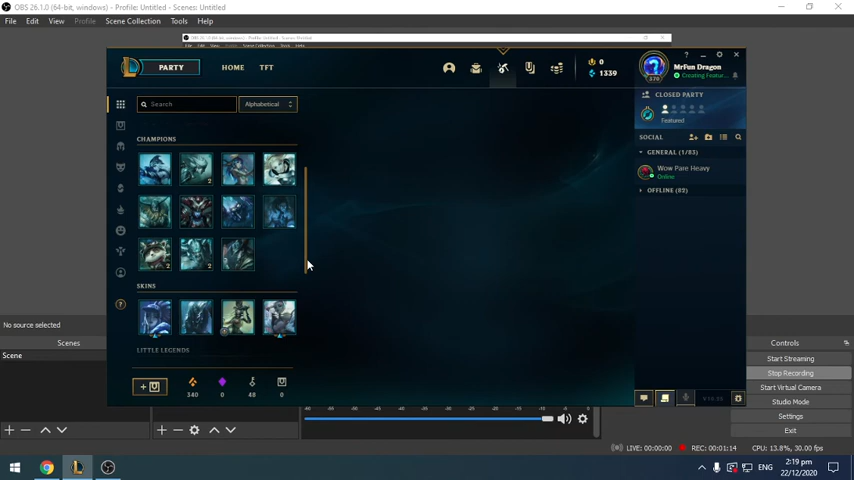 OBS 26.1.0 (64-bit, windows) - Profile: Untitled - Scenes: Untitled
File Edit View Profile Scene Collection Tools Help
PARTY HOME TFT
0
1339
570
MrFun Dragon
Search
Alphabetical
CLOSED PARTY
Featured
SOCIAL
GENERAL (1/83)
Wow Pare Heavy
Online
OFFLINE (82)
CHAMPIONS
2
2
2
SKINS
LITTLE LEGENDS
340 0 48 0
No source selected
Scenes
Scene
Controls
Start Streaming
Stop Recording
Start Virtual Camera
Studio Mode
Settings
Exit
LIVE: 00:00:00 REC: 00:01:14 CPU: 13.8%, 30.00 fps
ENG
2:19 pm
22/12/2020